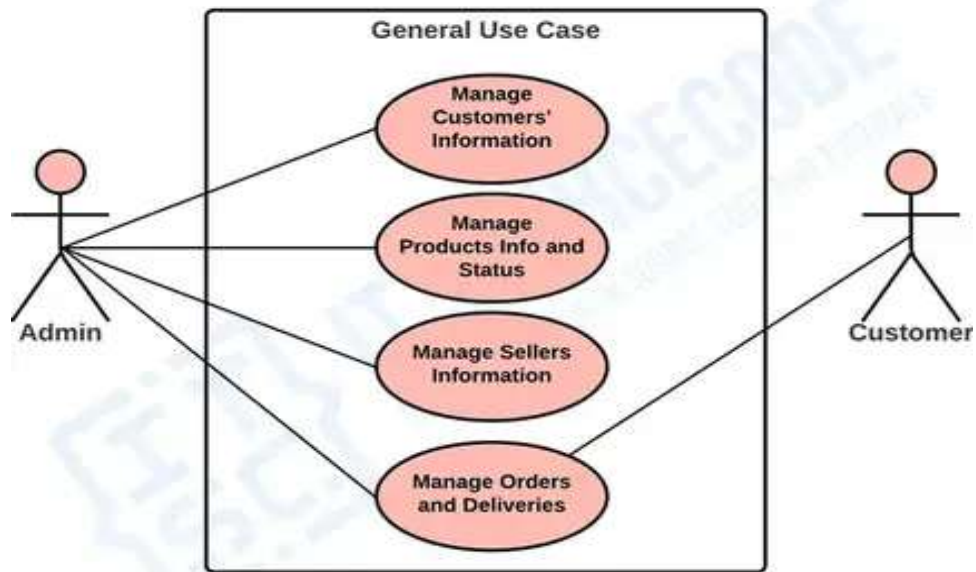 General Use Case
Manage
Customers'
Information
Manage
Products Info and
Status
Admin
Customer
Manage Sellers
Information
Manage Orders
and Deliveries